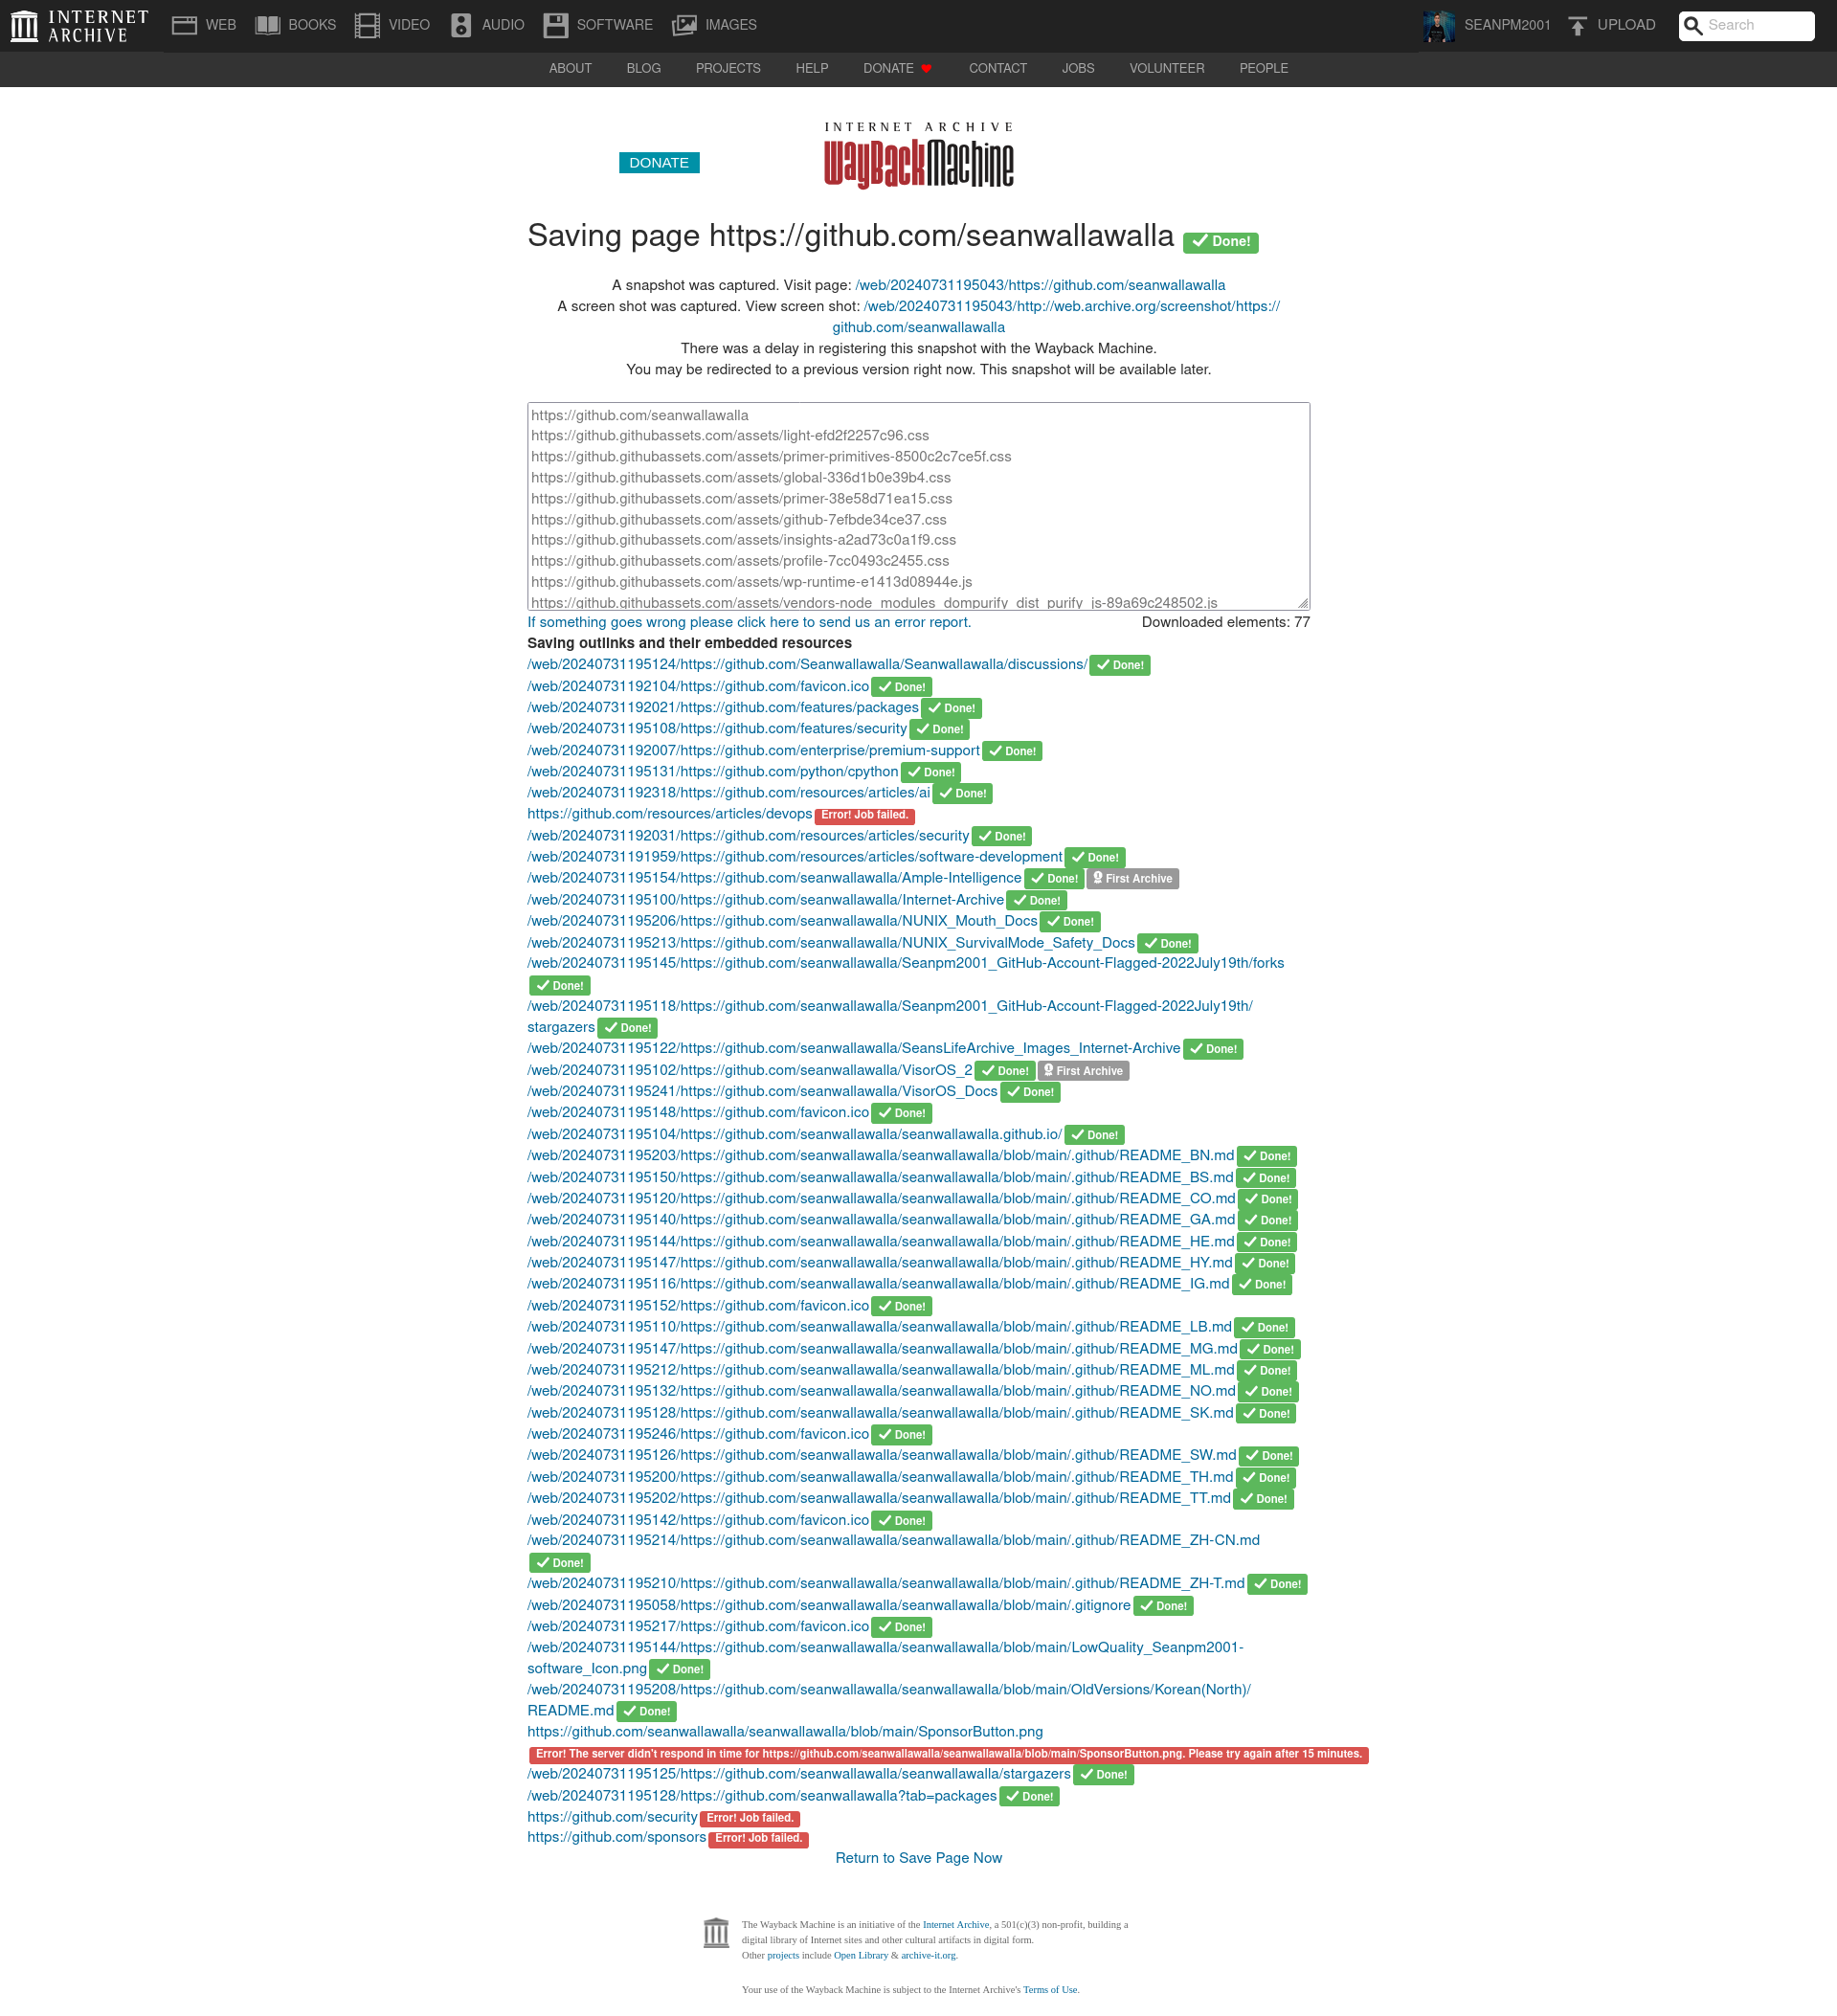 INTERNET ARCHIVE
WEB BOOKS VIDEO AUDIO SOFTWARE IMAGES SEANPM2001 UPLOAD Search
ABOUT BLOG PROJECTS HELP DONATE CONTACT JOBS VOLUNTEER PEOPLE
INTERNET ARCHIVE
DONATE WayBackMachine
Saving page https://github.com/seanwallawalla Done!
A snapshot was captured. Visit page: /web/20240731195043/https://github.com/seanwallawalla
A screen shot was captured. View screen shot: /web/20240731195043/http://web.archive.org/screenshot/https://
github.com/seanwallawalla
There was a delay in registering this snapshot with the Wayback Machine.
You may be redirected to a previous version right now. This snapshot will be available later.
https://github.com/seanwallawalla
https://github.githubassets.com/assets/light-efd2f2257c96.css
https://github.githubassets.com/assets/primer-primitives-8500c2c7ce5f.css
https://github.githubassets.com/assets/global-336d1b0e39b4.css
https://github.githubassets.com/assets/primer-38e58d71ea15.css
https://github.githubassets.com/assets/github-7efbde34ce37.css
https://github.githubassets.com/assets/insights-a2ad73c0a1f9.css
https://github.githubassets.com/assets/profile-7cc0493c2455.css
https://github.githubassets.com/assets/wp-runtime-e1413d08944e.js
https://github.githubassets.com/assets/vendors-node_modules_dompurify_dist_purify_js-89a69c248502.js
If something goes wrong please click here to send us an error report. Downloaded elements: 77
Saving outlinks and their embedded resources
/web/20240731195124/https://github.com/Seanwallawalla/Seanwallawalla/discussions/ Done!
/web/20240731192104/https://github.com/favicon.ico Done!
/web/20240731192021/https://github.com/features/packages Done!
/web/20240731195108/https://github.com/features/security Done!
/web/20240731192007/https://github.com/enterprise/premium-support Done!
/web/20240731195131/https://github.com/python/cpython Done!
/web/20240731192318/https://github.com/resources/articles/ai Done!
https://github.com/resources/articles/devops Error! Job failed.
/web/20240731192031/https://github.com/resources/articles/security Done!
/web/20240731191959/https://github.com/resources/articles/software-development Done!
/web/20240731195154/https://github.com/seanwallawalla/Ample-Intelligence Done! First Archive
/web/20240731195100/https://github.com/seanwallawalla/Internet-Archive Done!
/web/20240731195206/https://github.com/seanwallawalla/NUNIX_Mouth_Docs Done!
/web/20240731195213/https://github.com/seanwallawalla/NUNIX_SurvivalMode_Safety_Docs Done!
/web/20240731195145/https://github.com/seanwallawalla/Seanpm2001_GitHub-Account-Flagged-2022July19th/forks
Done!
/web/20240731195118/https://github.com/seanwallawalla/Seanpm2001_GitHub-Account-Flagged-2022July19th/
stargazers Done!
/web/20240731195122/https://github.com/seanwallawalla/SeansLifeArchive_Images_Internet-Archive Done!
/web/20240731195102/https://github.com/seanwallawalla/VisorOS_2 Done! First Archive
/web/20240731195241/https://github.com/seanwallawalla/VisorOS_Docs Done!
/web/20240731195148/https://github.com/favicon.ico Done!
/web/20240731195104/https://github.com/seanwallawalla/seanwallawalla.github.io/ Done!
/web/20240731195203/https://github.com/seanwallawalla/seanwallawalla/blob/main/.github/README_BN.md Done!
/web/20240731195150/https://github.com/seanwallawalla/seanwallawalla/blob/main/.github/README_BS.md Done!
/web/20240731195120/https://github.com/seanwallawalla/seanwallawalla/blob/main/.github/README_CO.md Done!
/web/20240731195140/https://github.com/seanwallawalla/seanwallawalla/blob/main/.github/README_GA.md Done!
/web/20240731195144/https://github.com/seanwallawalla/seanwallawalla/blob/main/.github/README_HE.md Done!
/web/20240731195147/https://github.com/seanwallawalla/seanwallawalla/blob/main/.github/README_HY.md Done!
/web/20240731195116/https://github.com/seanwallawalla/seanwallawalla/blob/main/.github/README_IG.md Done!
/web/20240731195152/https://github.com/favicon.ico Done!
/web/20240731195110/https://github.com/seanwallawalla/seanwallawalla/blob/main/.github/README_LB.md Done!
/web/20240731195147/https://github.com/seanwallawalla/seanwallawalla/blob/main/.github/README_MG.md Done!
/web/20240731195212/https://github.com/seanwallawalla/seanwallawalla/blob/main/.github/README_ML.md Done!
/web/20240731195132/https://github.com/seanwallawalla/seanwallawalla/blob/main/.github/README_NO.md Done!
/web/20240731195128/https://github.com/seanwallawalla/seanwallawalla/blob/main/.github/README_SK.md Done!
/web/20240731195246/https://github.com/favicon.ico Done!
/web/20240731195126/https://github.com/seanwallawalla/seanwallawalla/blob/main/.github/README_SW.md Done!
/web/20240731195200/https://github.com/seanwallawalla/seanwallawalla/blob/main/.github/README_TH.md Done!
/web/20240731195202/https://github.com/seanwallawalla/seanwallawalla/blob/main/.github/README_TT.md Done!
/web/20240731195142/https://github.com/favicon.ico Done!
/web/20240731195214/https://github.com/seanwallawalla/seanwallawalla/blob/main/.github/README_ZH-CN.md
Done!
/web/20240731195210/https://github.com/seanwallawalla/seanwallawalla/blob/main/.github/README_ZH-T.md Done!
/web/20240731195058/https://github.com/seanwallawalla/seanwallawalla/blob/main/.gitignore Done!
/web/20240731195217/https://github.com/favicon.ico Done!
/web/20240731195144/https://github.com/seanwallawalla/seanwallawalla/blob/main/LowQuality_Seanpm2001-
software_Icon.png Done!
/web/20240731195208/https://github.com/seanwallawalla/seanwallawalla/blob/main/OldVersions/Korean(North)/
README.md Done!
https://github.com/seanwallawalla/seanwallawalla/blob/main/SponsorButton.png
Error! The server didn't respond in time for https://github.com/seanwallawalla/seanwallawalla/blob/main/SponsorButton.png. Please try again after 15 minutes.
/web/20240731195125/https://github.com/seanwallawalla/seanwallawalla/stargazers Done!
/web/20240731195128/https://github.com/seanwallawalla?tab=packages Done!
https://github.com/security Error! Job failed.
https://github.com/sponsors Error! Job failed.
Return to Save Page Now
The Wayback Machine is an initiative of the Internet Archive, a 501(c)(3) non-profit, building a
digital library of Internet sites and other cultural artifacts in digital form.
Other projects include Open Library & archive-it.org.
Your use of the Wayback Machine is subject to the Internet Archive's Terms of Use.